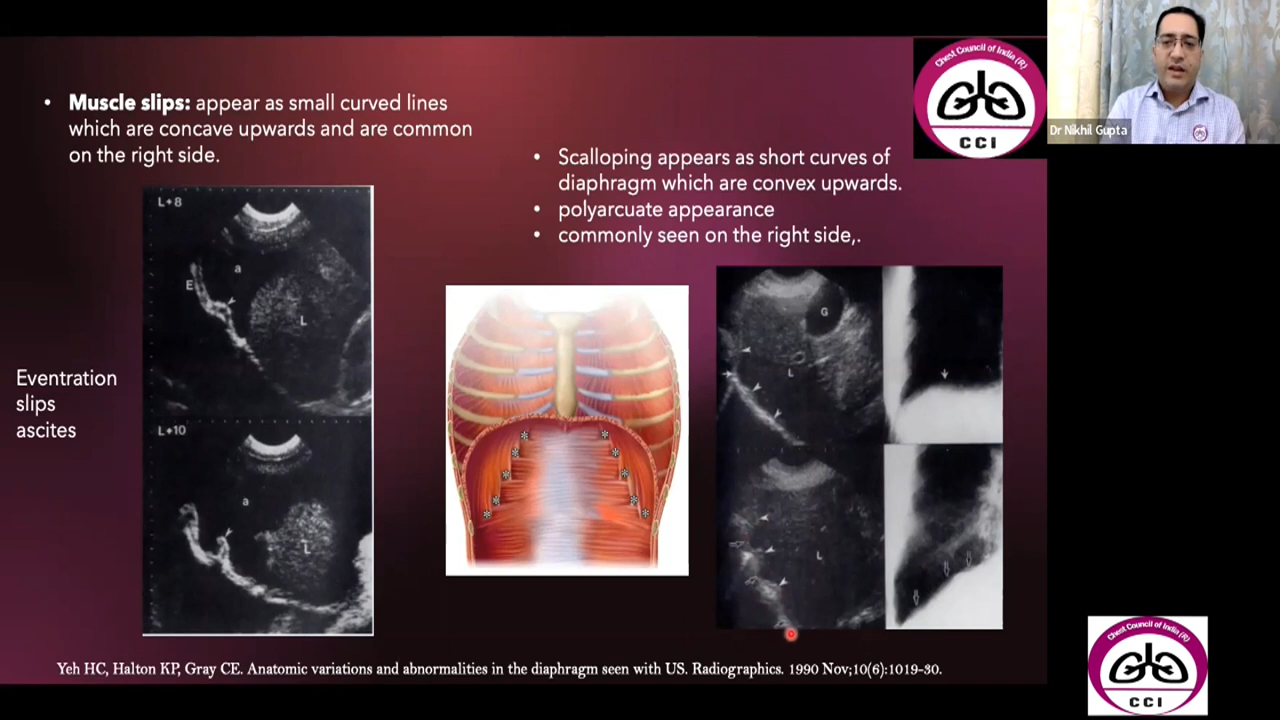 • Muscle slips: appear as small curved lines
which are concave upwards and are common
on the right side.
• Scalloping appears as short curves of
diaphragm which are convex upwards.
• polyarcuate appearance
• commonly seen on the right side,.
L+8
a
E
L
Eventration
slips
ascites
L+10
a
L
G
L
L
Yeh HC, Halton KP, Gray CE. Anatomic variations and abnormalities in the diaphragm seen with US. Radiographics. 1990 Nov;10(6):1019-30.
Chest Council of India (R)
CCI
Dr Nikhil Gupta
Chest Council of India (R)
CCI